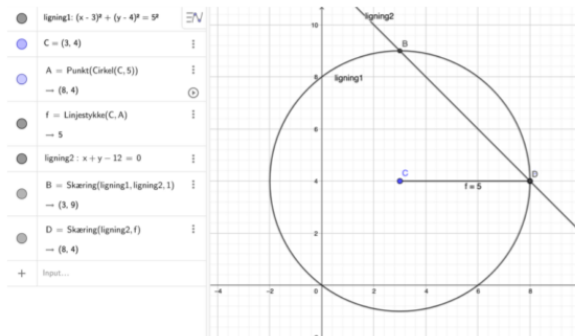 ligning1: (x - 3)² + (y - 4)² = 5²
C = (3, 4)
A = Punkt(Cirkel(C, 5))
→ (8, 4)
f = Linjestykke(C, A)
→ 5
ligning2 : x + y − 12 = 0
B = Skæring(ligning1, ligning2, 1)
→ (3, 9)
D = Skæring(ligning2, f)
→ (8, 4)
+ Input...
ligning2
10
B
8
ligning1
6
C
D
4
f = 5
2
-4 -2 0 2 4 6 8